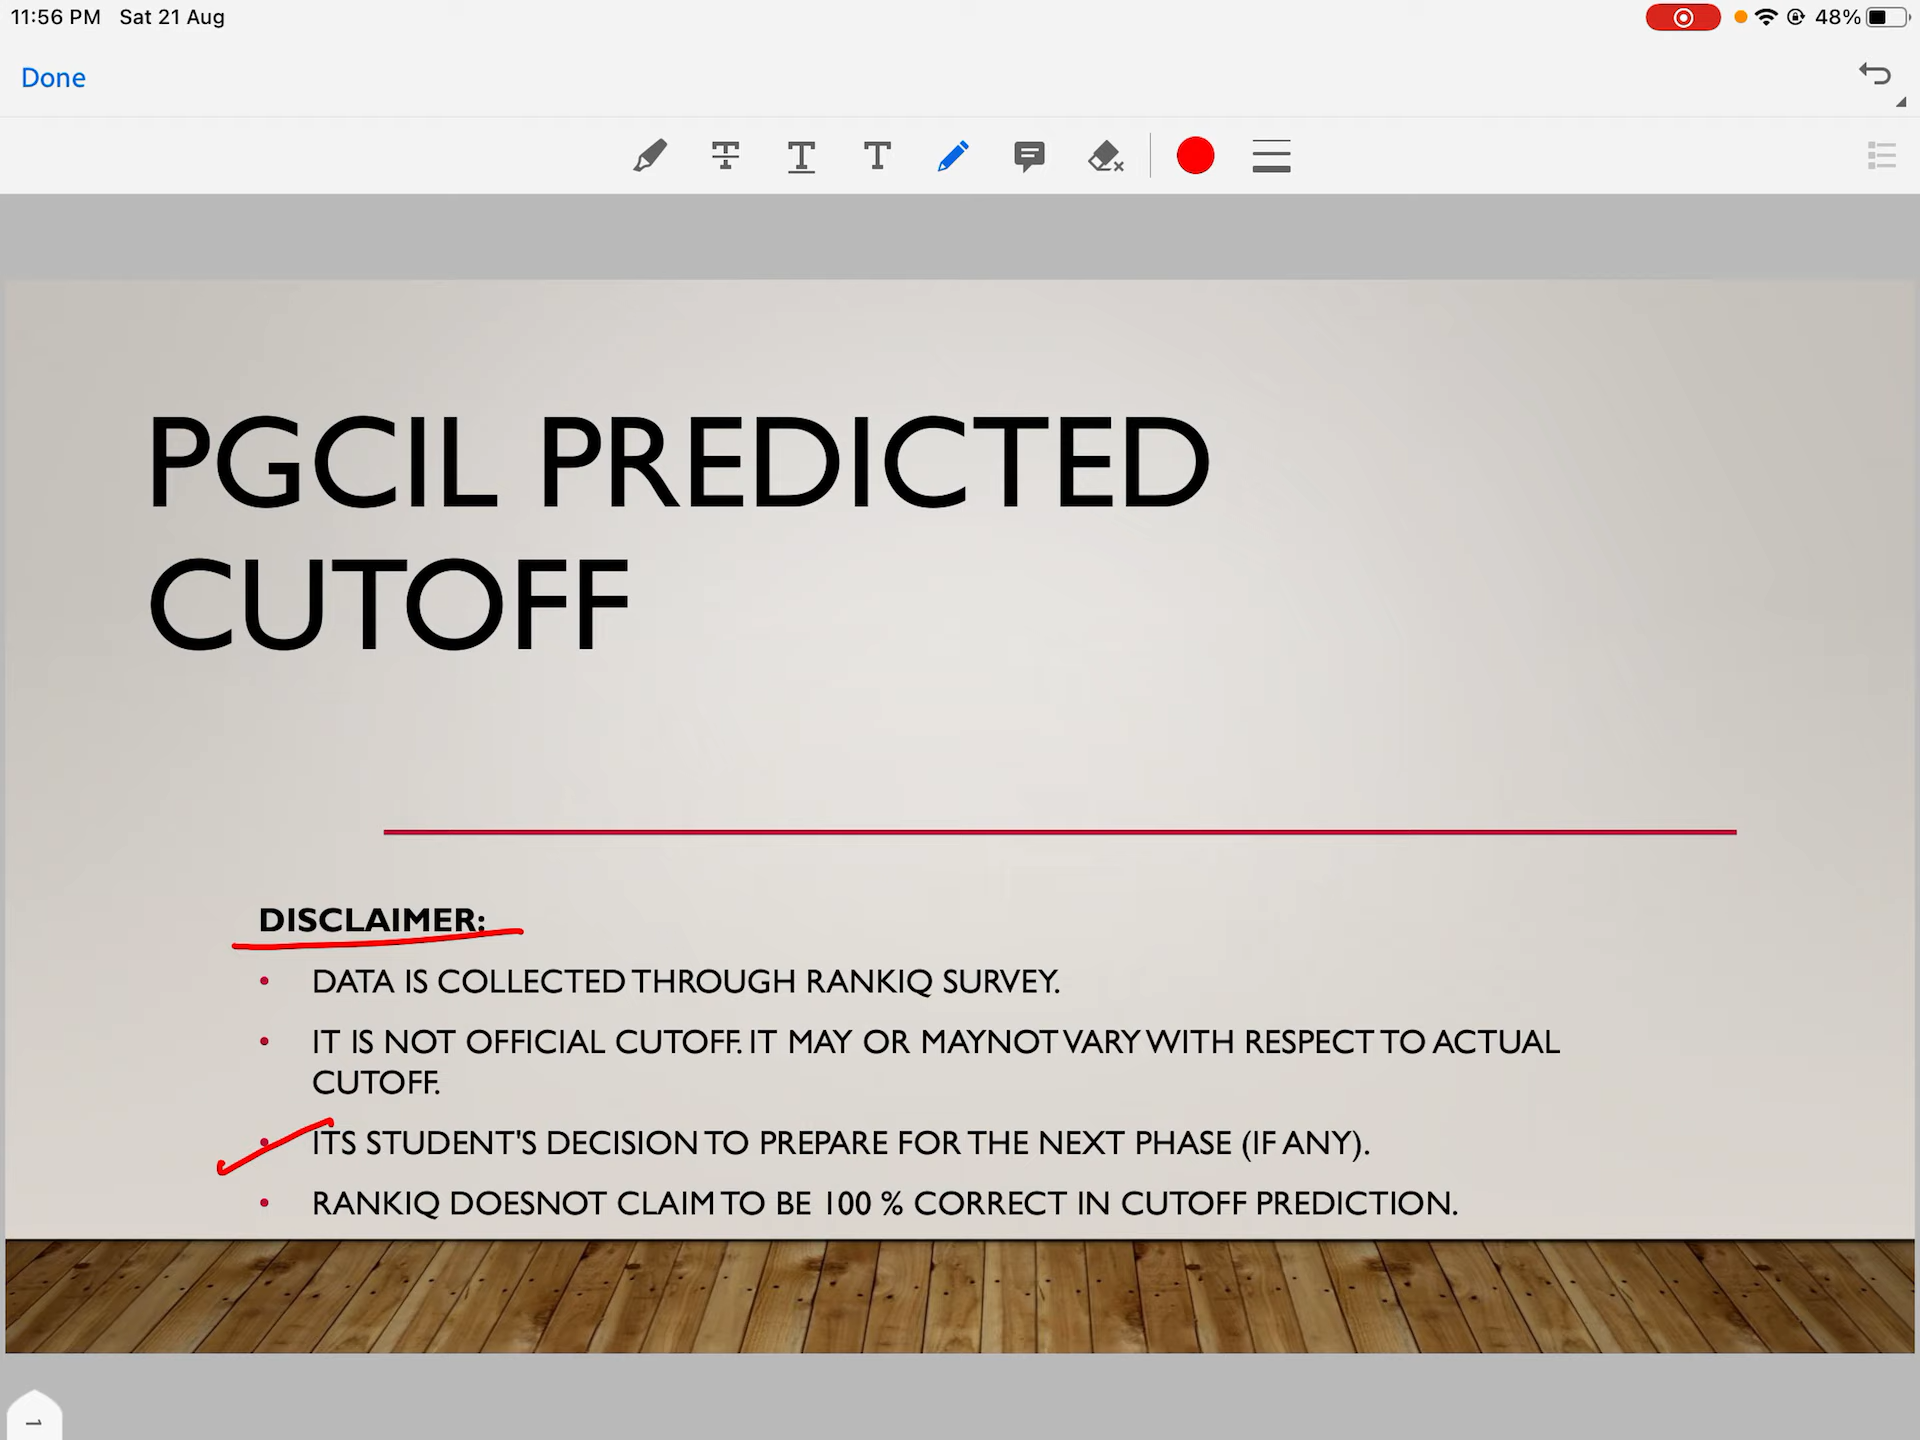 11:56 PM Sat 21 Aug
48%
Done
PGCIL PREDICTED
CUTOFF
DISCLAIMER:
• DATA IS COLLECTED THROUGH RANKIQ SURVEY.
• IT IS NOT OFFICIAL CUTOFF. IT MAY OR MAYNOT VARY WITH RESPECT TO ACTUAL
CUTOFF.
• ITS STUDENT'S DECISION TO PREPARE FOR THE NEXT PHASE (IF ANY).
• RANKIQ DOESNOT CLAIM TO BE 100 % CORRECT IN CUTOFF PREDICTION.
1